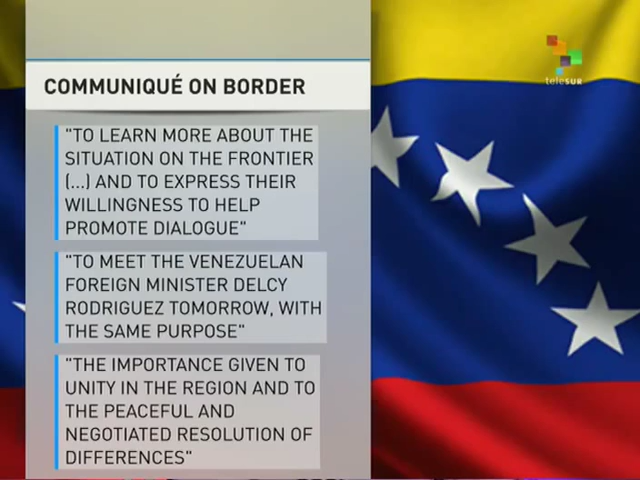 COMMUNIQUÉ ON BORDER
teleSUR
"TO LEARN MORE ABOUT THE
SITUATION ON THE FRONTIER
(...) AND TO EXPRESS THEIR
WILLINGNESS TO HELP
PROMOTE DIALOGUE"
"TO MEET THE VENEZUELAN
FOREIGN MINISTER DELCY
RODRIGUEZ TOMORROW, WITH
THE SAME PURPOSE"
"THE IMPORTANCE GIVEN TO
UNITY IN THE REGION AND TO
THE PEACEFUL AND
NEGOTIATED RESOLUTION OF
DIFFERENCES"